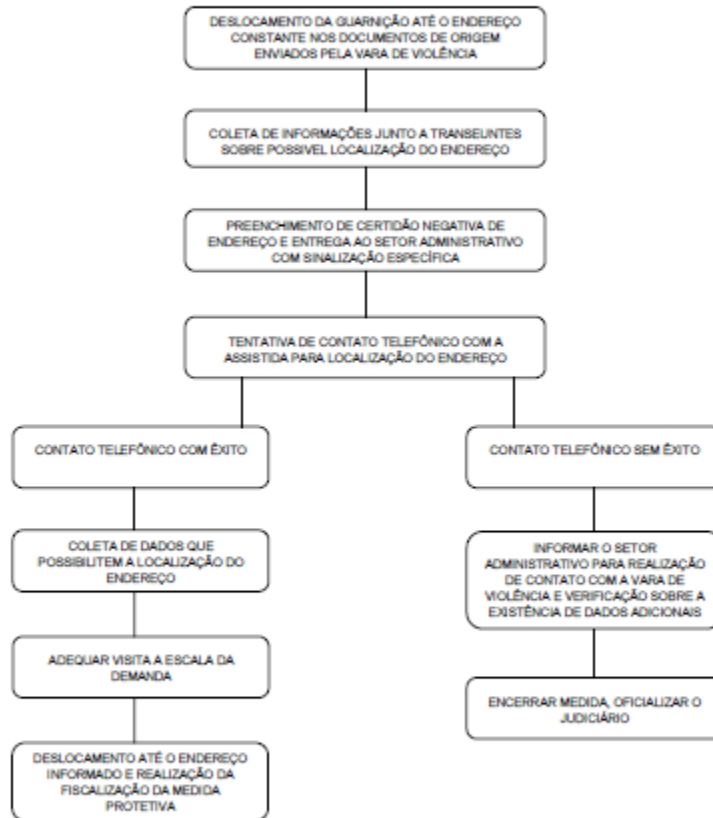 DESLOCAMENTO DA GUARNIÇÃO ATÉ O ENDEREÇO
CONSTANTE NOS DOCUMENTOS DE ORIGEM
ENVIADOS PELA VARA DE VIOLÊNCIA
COLETA DE INFORMAÇÕES JUNTO A TRANSEUNTES
SOBRE POSSIVEL LOCALIZAÇÃO DO ENDEREÇO
PREENCHIMENTO DE CERTIDÃO NEGATIVA DE
ENDEREÇO E ENTREGA AO SETOR ADMINISTRATIVO
COM SINALIZAÇÃO ESPECÍFICA
TENTATIVA DE CONTATO TELEFÔNICO COM A
ASSISTIDA PARA LOCALIZAÇÃO DO ENDEREÇO
CONTATO TELEFÔNICO COM ÊXITO
COLETA DE DADOS QUE
POSSIBILITEM A LOCALIZAÇÃO DO
ENDEREÇO
ADEQUAR VISITA A ESCALA DA
DEMANDA
DESLOCAMENTO ATÉ O ENDEREÇO
INFORMADO E REALIZAÇÃO DA
FISCALIZAÇÃO DA MEDIDA
PROTETIVA
CONTATO TELEFÔNICO SEM ÊXITO
INFORMAR O SETOR
ADMINISTRATIVO PARA REALIZAÇÃO
DE CONTATO COM A VARA DE
VIOLÊNCIA E VERIFICAÇÃO SOBRE A
EXISTÊNCIA DE DADOS ADICIONAIS
ENCERRAR MEDIDA, OFICIALIZAR O
JUDICIÁRIO